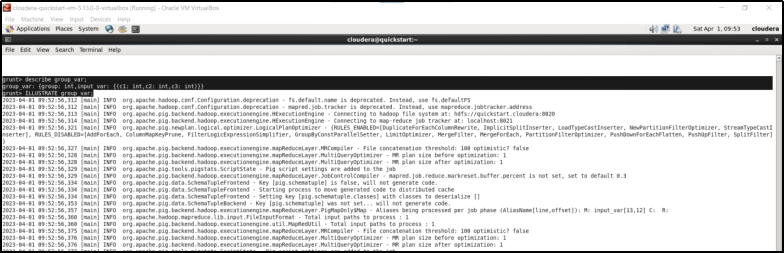 cloudera-quickstart-vm-5.13.0-0-virtualbox [Running] - Oracle VM VirtualBox
File Machine View Input Devices Help
Applications Places System Sat Apr 1, 09:53 cloudera
cloudera@quickstart:~
File Edit View Search Terminal Help
grunt> describe group_var;
group_var: {group: int,input_var: {(c1: int,c2: int,c3: int)}}
grunt> ILLUSTRATE group_var;
2023-04-01 09:52:56,312 [main] INFO org.apache.hadoop.conf.Configuration.deprecation - fs.default.name is deprecated. Instead, use fs.defaultFS
2023-04-01 09:52:56,312 [main] INFO org.apache.hadoop.conf.Configuration.deprecation - mapred.job.tracker is deprecated. Instead, use mapreduce.jobtracker.address
2023-04-01 09:52:56,313 [main] INFO org.apache.pig.backend.hadoop.executionengine.HExecutionEngine - Connecting to hadoop file system at: hdfs://quickstart.cloudera:8020
2023-04-01 09:52:56,314 [main] INFO org.apache.pig.backend.hadoop.executionengine.HExecutionEngine - Connecting to map-reduce job tracker at: localhost:8021
2023-04-01 09:52:56,321 [main] INFO org.apache.pig.newplan.logical.optimizer.LogicalPlanOptimizer - {RULES_ENABLED=[DuplicateForEachColumnRewrite, ImplicitSplitInserter, LoadTypeCastInserter, NewPartitionFilterOptimizer, StreamTypeCastI
nserter], RULES_DISABLED=[AddForEach, ColumnMapKeyPrune, FilterLogicExpressionSimplifier, GroupByConstParallelSetter, LimitOptimizer, MergeFilter, MergeForEach, PartitionFilterOptimizer, PushDownForEachFlatten, PushUpFilter, SplitFilter]
}
2023-04-01 09:52:56,327 [main] INFO org.apache.pig.backend.hadoop.executionengine.mapReduceLayer.MRCompiler - File concatenation threshold: 100 optimistic? false
2023-04-01 09:52:56,328 [main] INFO org.apache.pig.backend.hadoop.executionengine.mapReduceLayer.MultiQueryOptimizer - MR plan size before optimization: 1
2023-04-01 09:52:56,329 [main] INFO org.apache.pig.backend.hadoop.executionengine.mapReduceLayer.MultiQueryOptimizer - MR plan size after optimization: 1
2023-04-01 09:52:56,329 [main] INFO org.apache.pig.tools.pigstats.ScriptState - Pig script settings are added to the job
2023-04-01 09:52:56,329 [main] INFO org.apache.pig.backend.hadoop.executionengine.mapReduceLayer.JobControlCompiler - mapred.job.reduce.markreset.buffer.percent is not set, set to default 0.3
2023-04-01 09:52:56,334 [main] INFO org.apache.pig.data.SchemaTupleFrontend - Key [pig.schematuple] is false, will not generate code.
2023-04-01 09:52:56,334 [main] INFO org.apache.pig.data.SchemaTupleFrontend - Starting process to move generated code to distributed cache
2023-04-01 09:52:56,334 [main] INFO org.apache.pig.data.SchemaTupleFrontend - Setting key [pig.schematuple.classes] with classes to deserialize []
2023-04-01 09:52:56,353 [main] INFO org.apache.pig.data.SchemaTupleBackend - Key [pig.schematuple] was not set... will not generate code.
2023-04-01 09:52:56,357 [main] INFO org.apache.pig.backend.hadoop.executionengine.mapReduceLayer.PigMapOnly$Map - Aliases being processed per job phase (AliasName[line,offset]): M: input_var[13,12] C: R:
2023-04-01 09:52:56,360 [main] INFO org.apache.hadoop.mapreduce.lib.input.FileInputFormat - Total input paths to process : 1
2023-04-01 09:52:56,360 [main] INFO org.apache.pig.backend.hadoop.executionengine.util.MapRedUtil - Total input paths to process : 1
2023-04-01 09:52:56,375 [main] INFO org.apache.pig.backend.hadoop.executionengine.mapReduceLayer.MRCompiler - File concatenation threshold: 100 optimistic? false
2023-04-01 09:52:56,376 [main] INFO org.apache.pig.backend.hadoop.executionengine.mapReduceLayer.MultiQueryOptimizer - MR plan size before optimization: 1
2023-04-01 09:52:56,376 [main] INFO org.apache.pig.backend.hadoop.executionengine.mapReduceLayer.MultiQueryOptimizer - MR plan size after optimization: 1